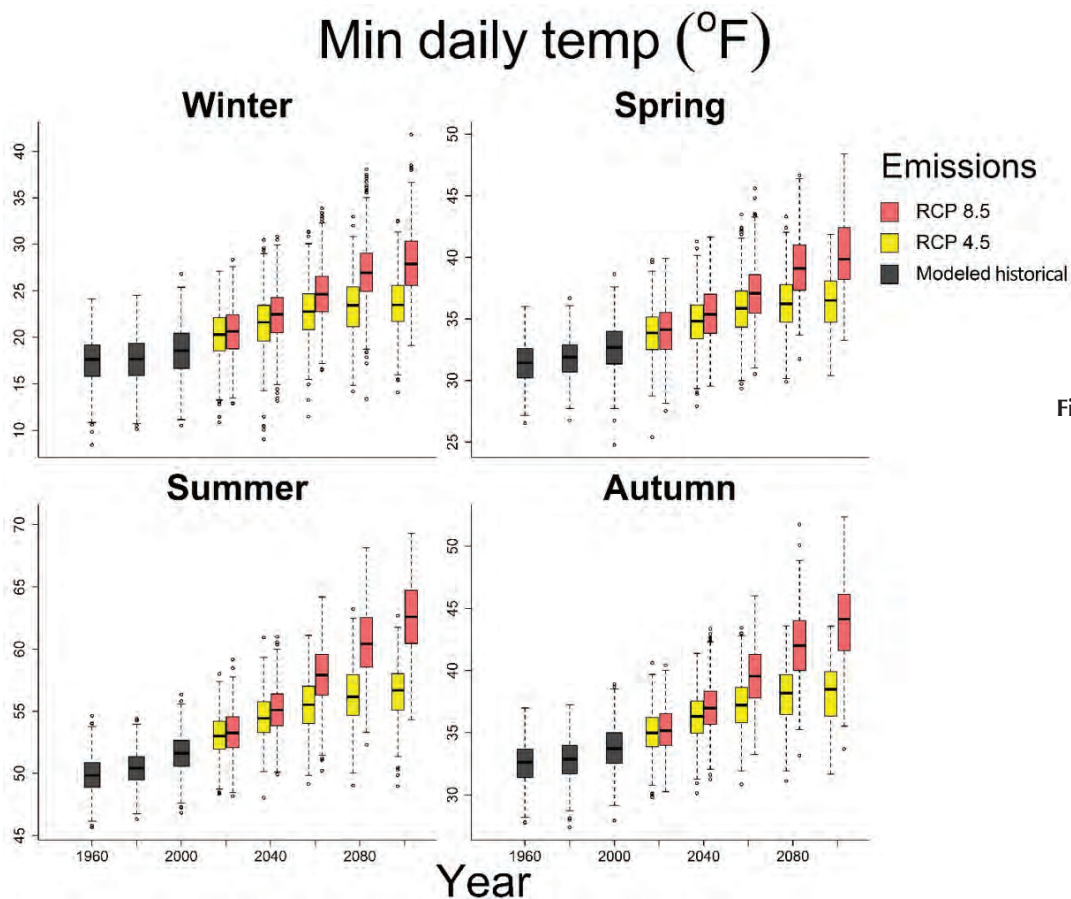 Min daily temp (°F)
Winter
Spring
40
35
30
25
20
15
10
50
45
40
35
30
25
Emissions
RCP 8.5
RCP 4.5
Modeled historical
Fi
Summer
Autumn
70
65
60
55
50
45
50
45
40
35
30
1960 2000 2040 2080
1960 2000 2040 2080
Year